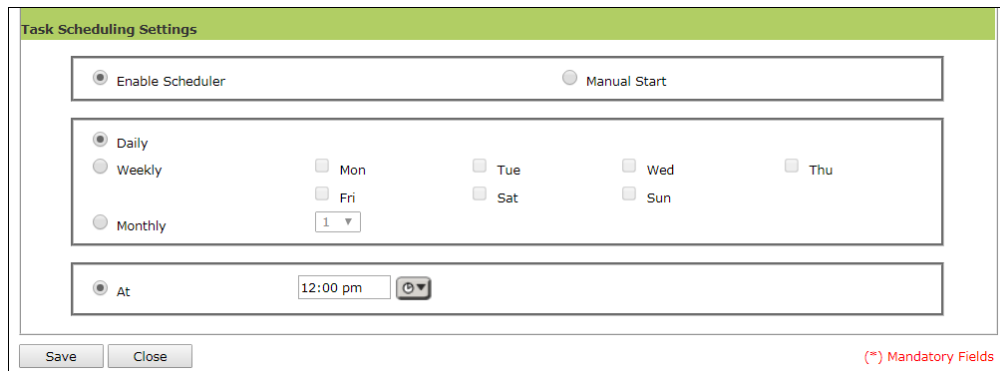 Task Scheduling Settings
Enable Scheduler Manual Start
Daily
Weekly Mon Tue Wed Thu
Fri Sat Sun
Monthly 1
At 12:00 pm
Save Close (*) Mandatory Fields